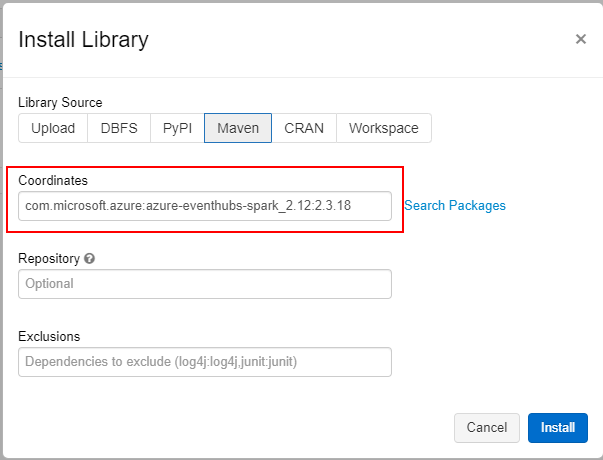 Install Library
×
Library Source
Upload DBFS PyPI Maven CRAN Workspace
Coordinates
com.microsoft.azure:azure-eventhubs-spark_2.12:2.3.18 Search Packages
Repository ?
Optional
Exclusions
Dependencies to exclude (log4j:log4j,junit:junit)
Cancel Install